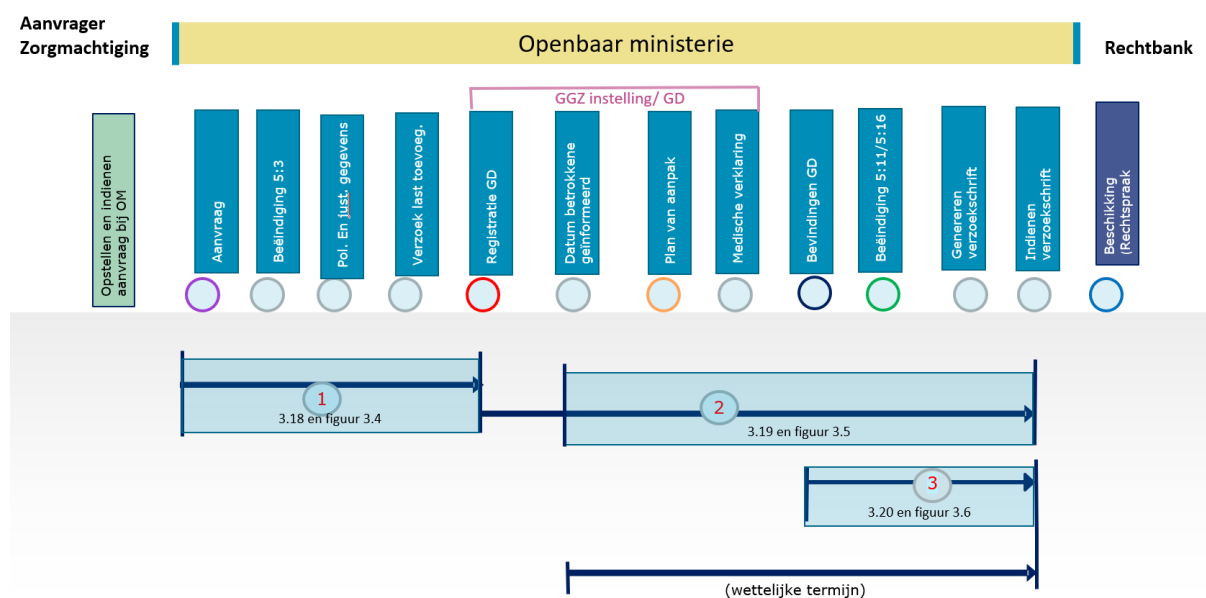 Aanvrager
Zorgmachtiging
Openbaar ministerie
Rechtbank
GGZ instelling/ GD
Opstellen en indienen
aanvraag bij OM
Aanvraag
Beëindiging 5:3
Pol. En just. gegevens
Verzoek last toevoeg.
Registratie GD
Datum betrokkene
geïnformeerd
Plan van aanpak
Medische verklaring
Bevindingen GD
Beëindiging 5:11/5:16
Genereren
verzoekschrift
Indienen
verzoekschrift
Beschikking
(Rechtspraak)
1
3.18 en figuur 3.4
2
3.19 en figuur 3.5
3
3.20 en figuur 3.6
(wettelijke termijn)